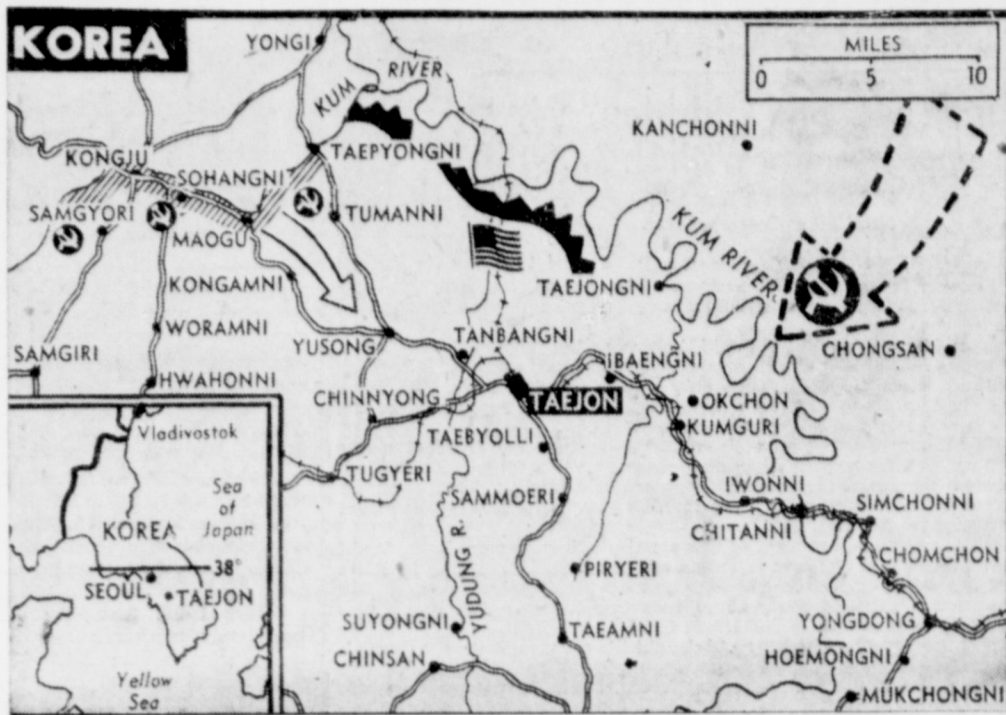 KOREA
YONGI
KUM
RIVER
MILES
0 5 10
KANCHONNI
TAEPYONGNI
KONGJU
SOHANGNI
SAMGYORI
MAOGU
TUMANNI
KUM RIVER
KONGAMNI
TAEJONGNI
WORAMNI
YUSONG
TANBANGNI
IBAENGNI
CHONGSAN
SAMGIRI
HWAHONNI
CHINNYONG
TAEJON
OKCHON
KUMGURI
TAEBYOLLI
TUGYERI
SAMMOERI
IWONNI
SIMCHONNI
CHITANNI
CHOMCHON
YUDUNG R.
PIRYERI
SUYONGNI
TAEAMNI
YONGDONG
CHINSAN
HOEMONGNI
MUKCHONGNI
Vladivostok
Sea
of
Japan
KOREA
38°
SEOUL
TAEJON
Yellow
Sea